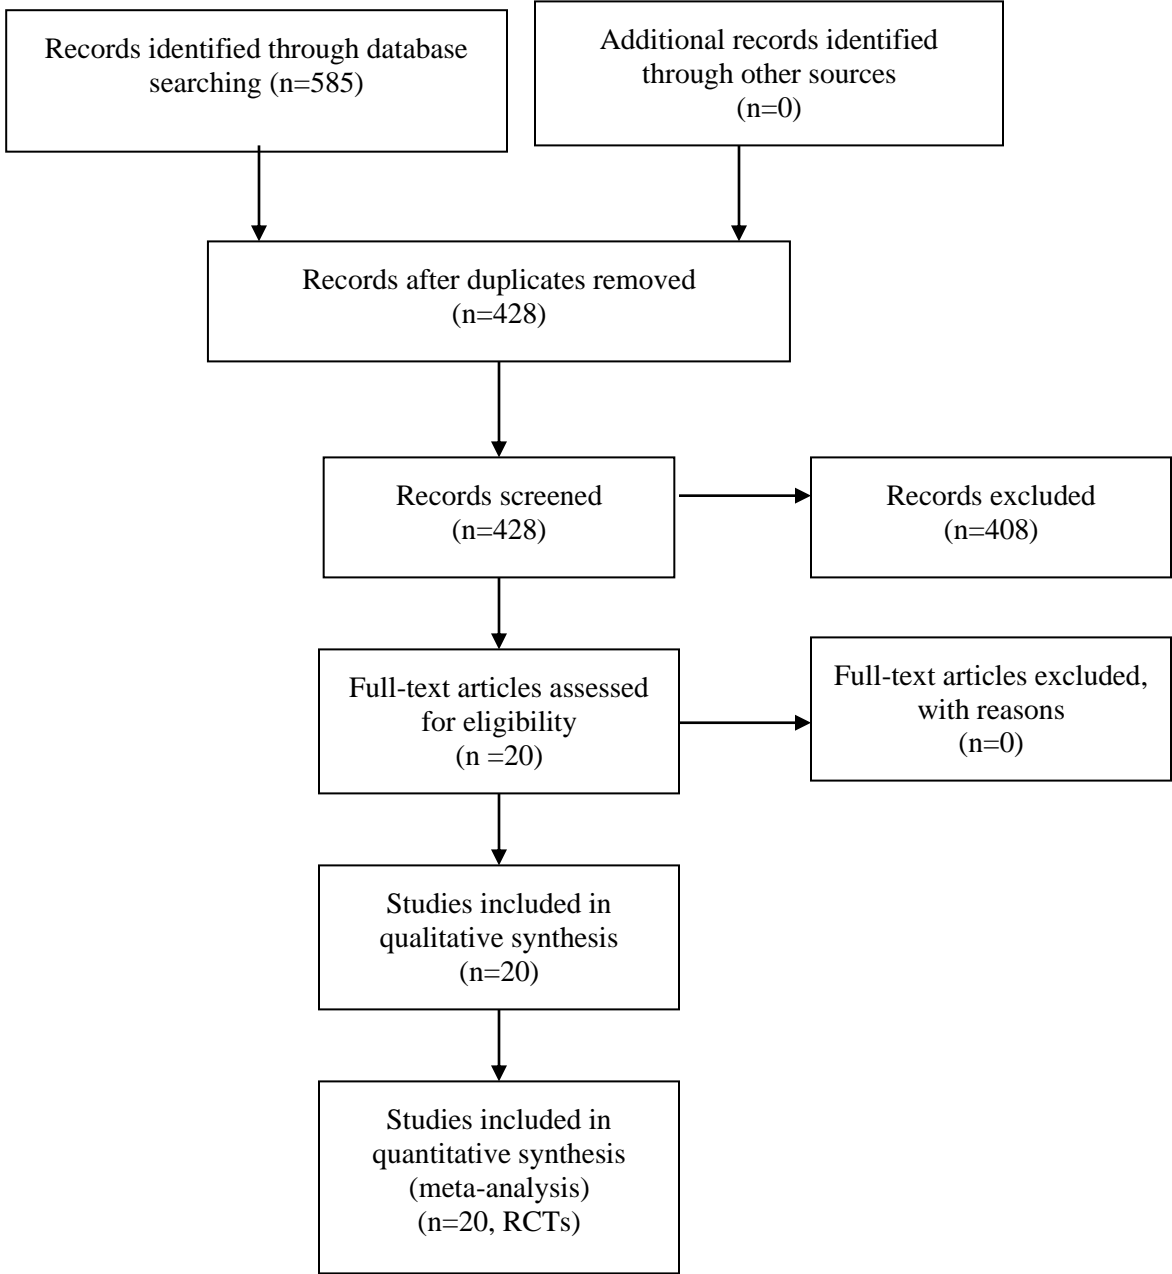 Records identified through database
searching (n=585)
Additional records identified
through other sources
(n=0)
Records after duplicates removed
(n=428)
Records screened
(n=428)
Records excluded
(n=408)
Full-text articles assessed
for eligibility
(n =20)
Full-text articles excluded,
with reasons
(n=0)
Studies included in
qualitative synthesis
(n=20)
Studies included in
quantitative synthesis
(meta-analysis)
(n=20, RCTs)